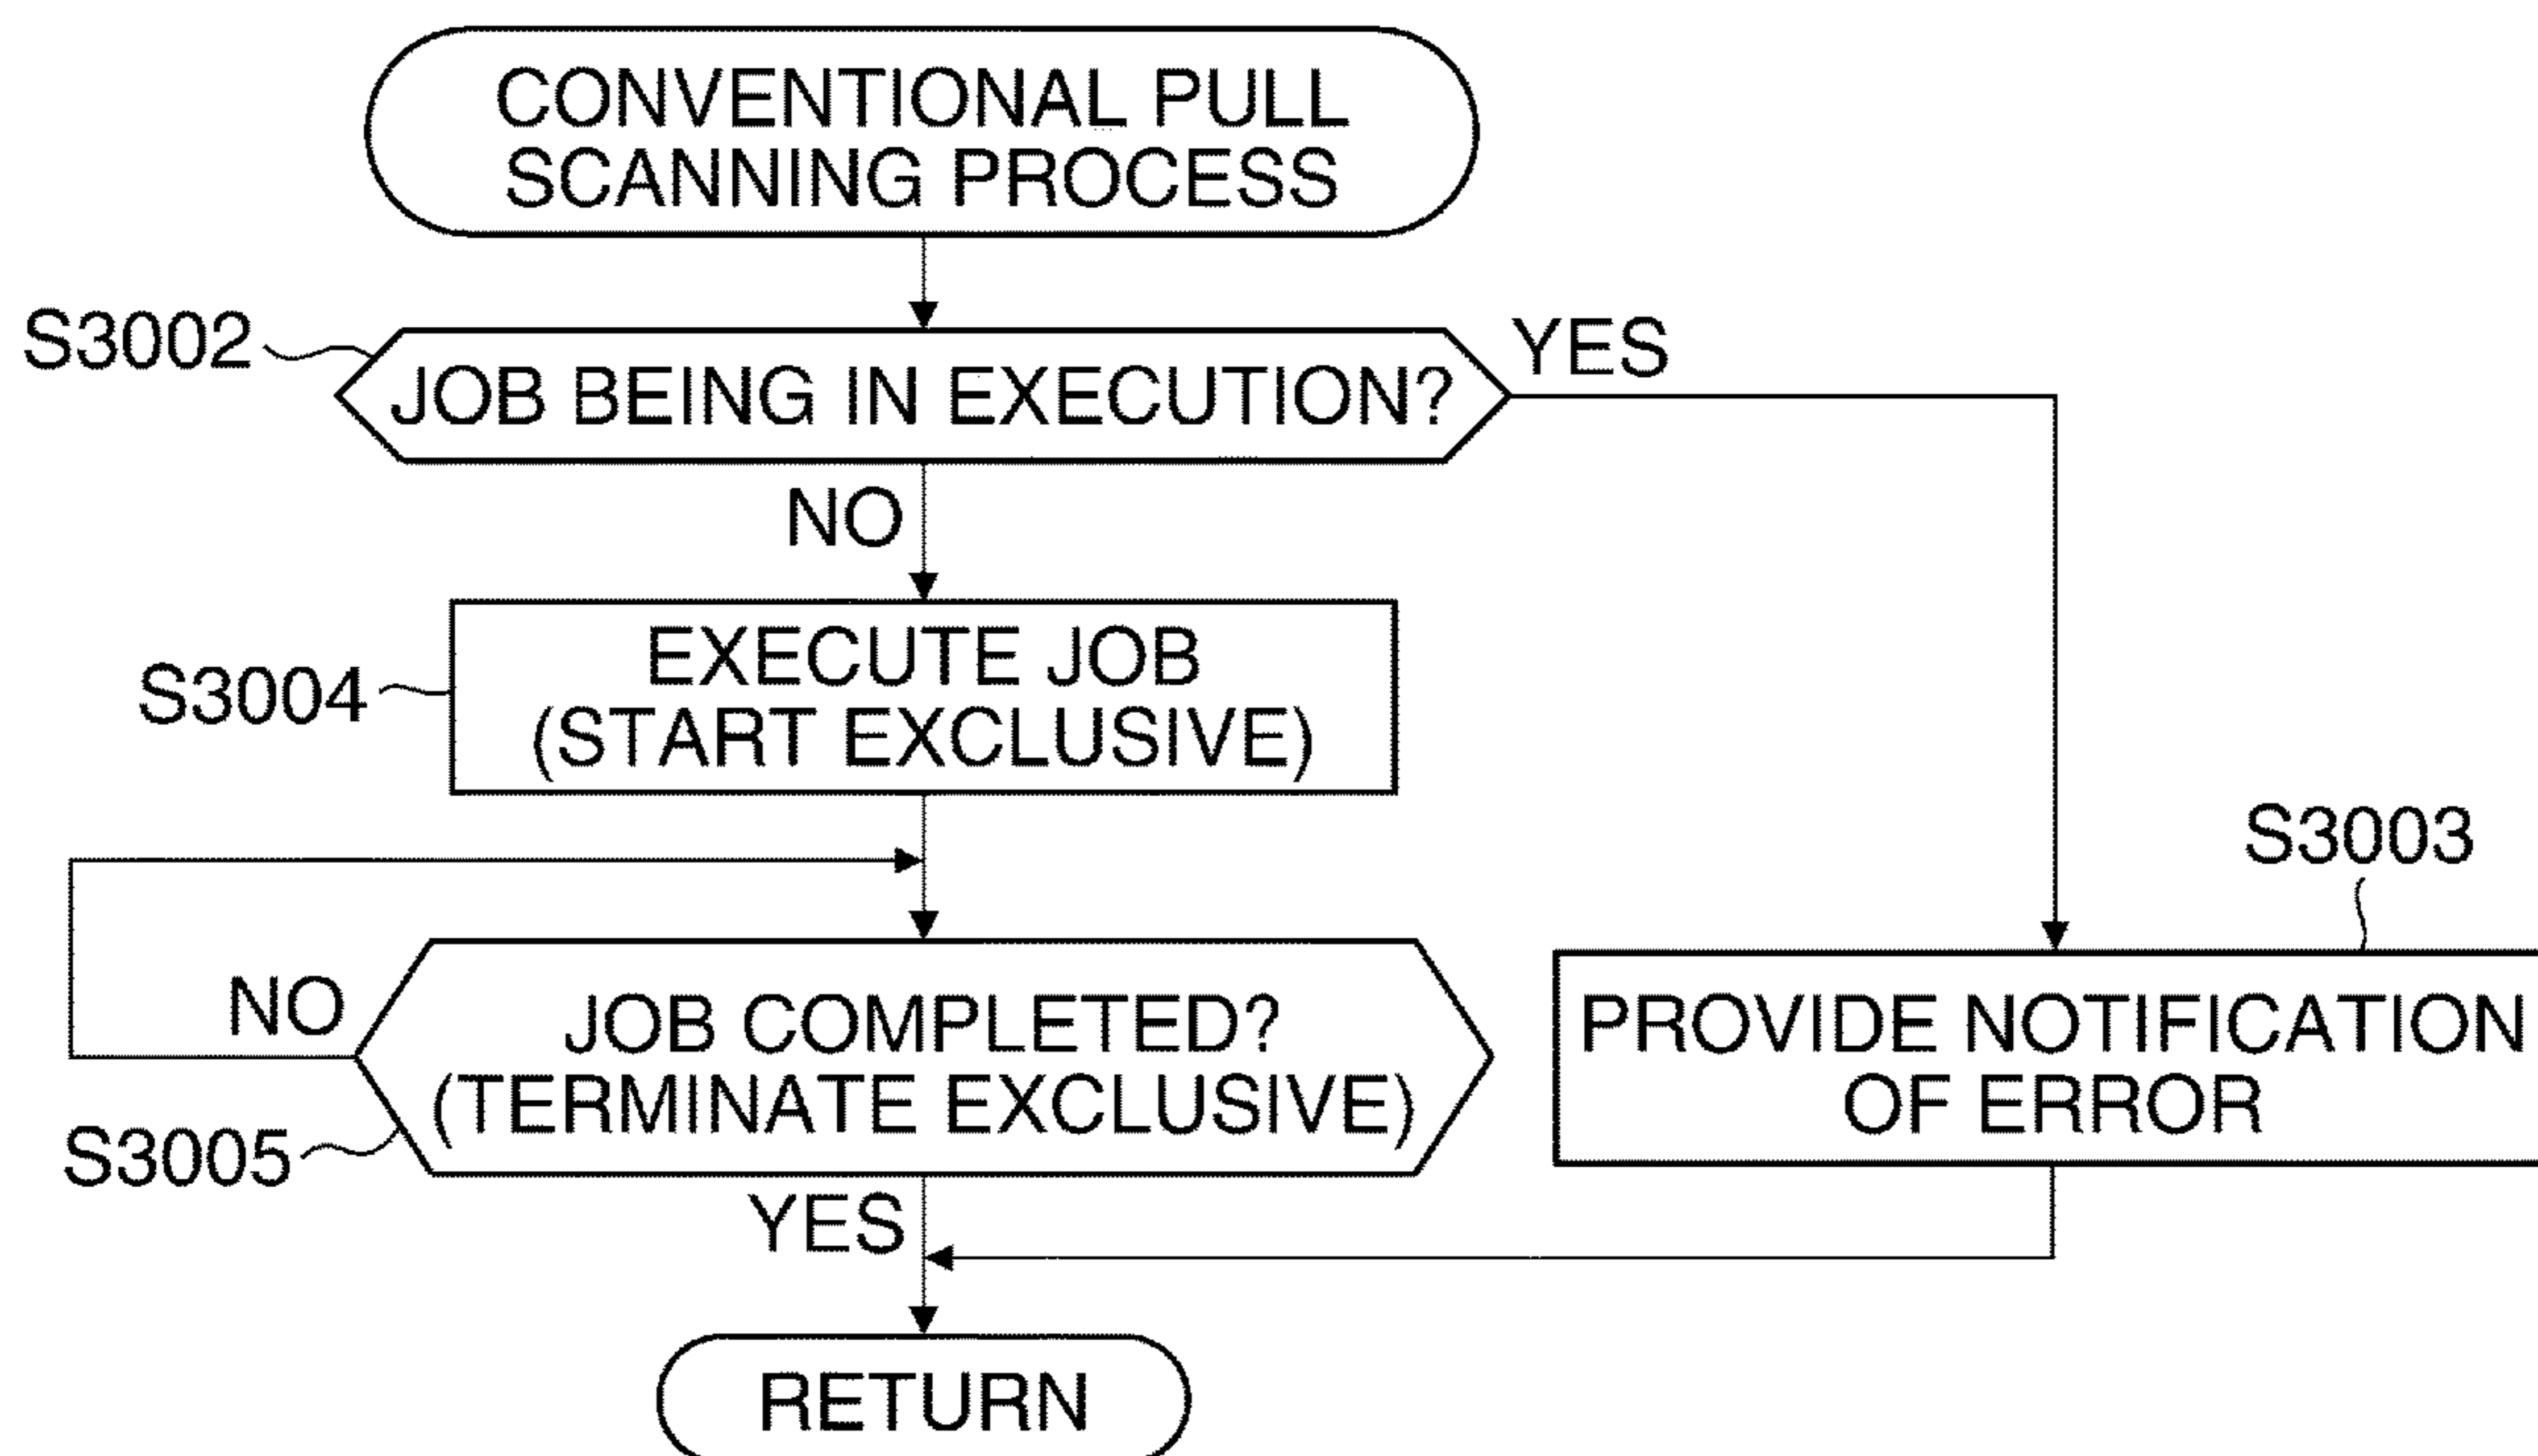 CONVENTIONAL PULL
SCANNING PROCESS
S3002
JOB BEING IN EXECUTION?
YES
NO
S3004
EXECUTE JOB
(START EXCLUSIVE)
S3003
NO
JOB COMPLETED?
(TERMINATE EXCLUSIVE)
S3005
PROVIDE NOTIFICATION
OF ERROR
YES
RETURN